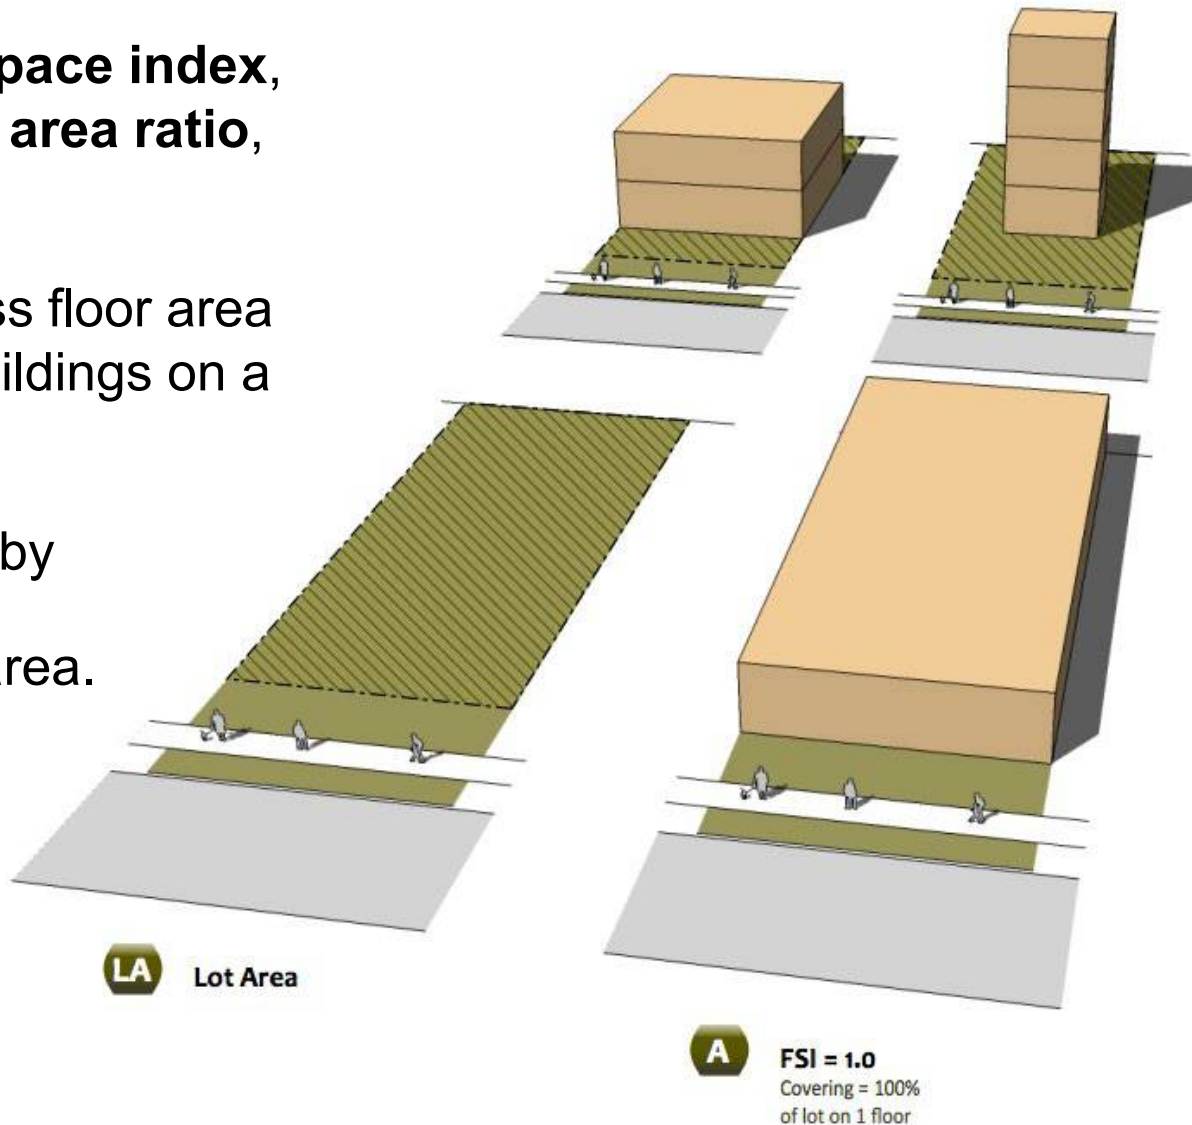 pace index,
area ratio,
ss floor area
ildings on a
by
area.
LA
Lot Area
A
FSI = 1.0
Covering = 100%
of lot on 1 floor